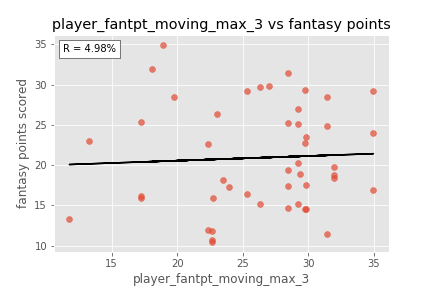 player_fantpt_moving_max_3 vs fantasy points
R = 4.98%
fantasy points scored
35
30
25
20
15
10
15
20
25
30
35
player_fantpt_moving_max_3